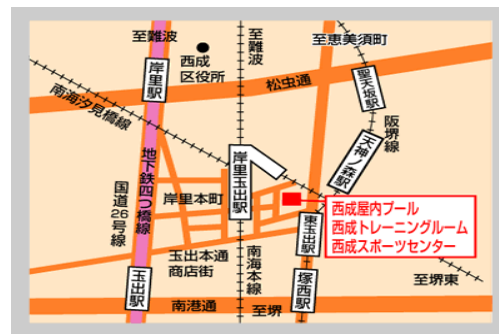 至難波
至難波
至恵美須町
西成
区役所
岸里駅
松虫通
聖天坂駅
南海汐見橋線
阪堺線
天神ノ森駅
地下鉄四つ橋線
岸里玉出駅
国道26号線
岸里本町
西成屋内プール
西成トレーニングルーム
西成スポーツセンター
東玉出駅
玉出本通
商店街
南海本線
玉出駅
塚西駅
至堺東
南港通
至堺